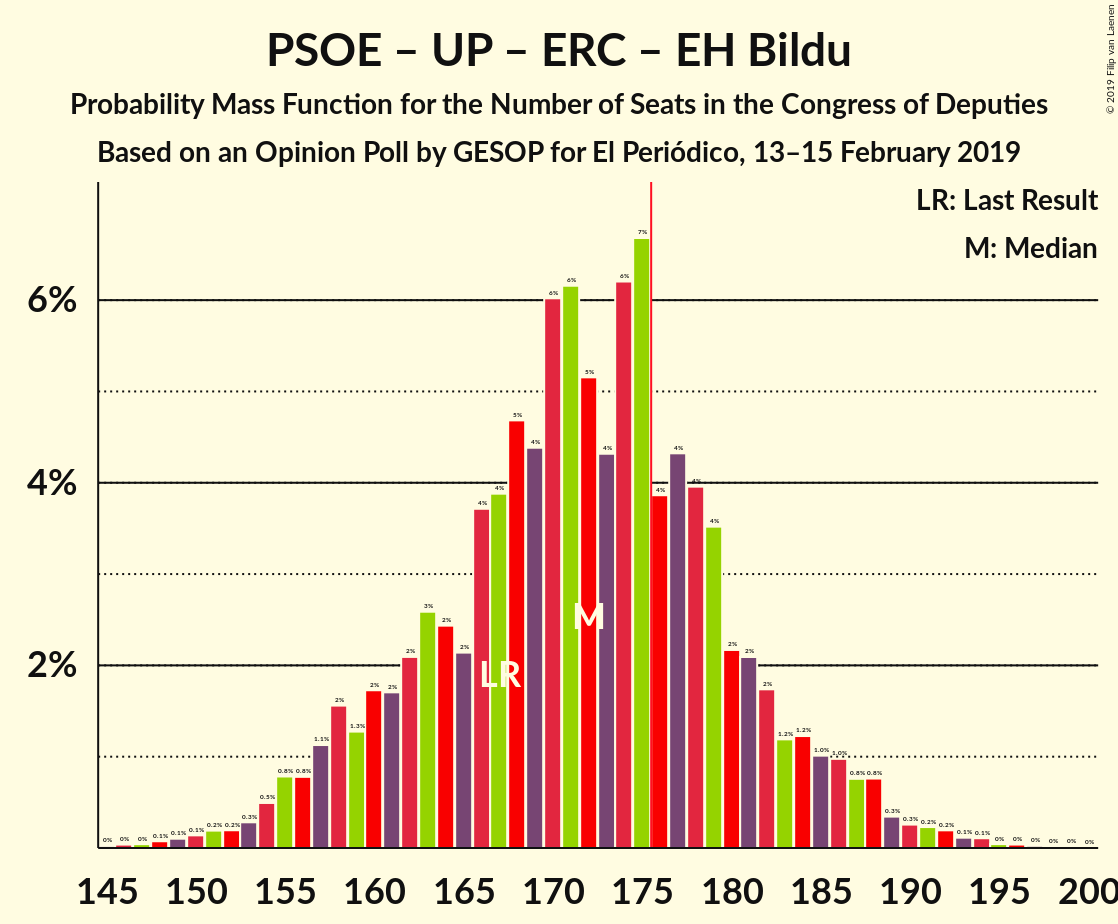 PSOE – UP – ERC – EH Bildu
Probability Mass Function for the Number of Seats in the Congress of Deputies
Based on an Opinion Poll by GESOP for El Periódico, 13–15 February 2019
© 2019 Filip van Laenen
LR: Last Result
M: Median
6%
4%
2%
0% 0% 0% 0.1% 0.1% 0.1% 0.2% 0.2% 0.3% 0.5% 0.8% 0.8% 1.1% 2% 1.3% 2% 2% 2% 3% 2% 2% 4% 4% 5% 4% 6% 6% 5% 4% 6% 7% 4% 4% 4% 4% 2% 2% 2% 1.2% 1.2% 1.0% 1.0% 0.8% 0.8% 0.3% 0.3% 0.2% 0.2% 0.1% 0.1% 0% 0% 0% 0% 0% 0%
M
LR
145 150 155 160 165 170 175 180 185 190 195 200